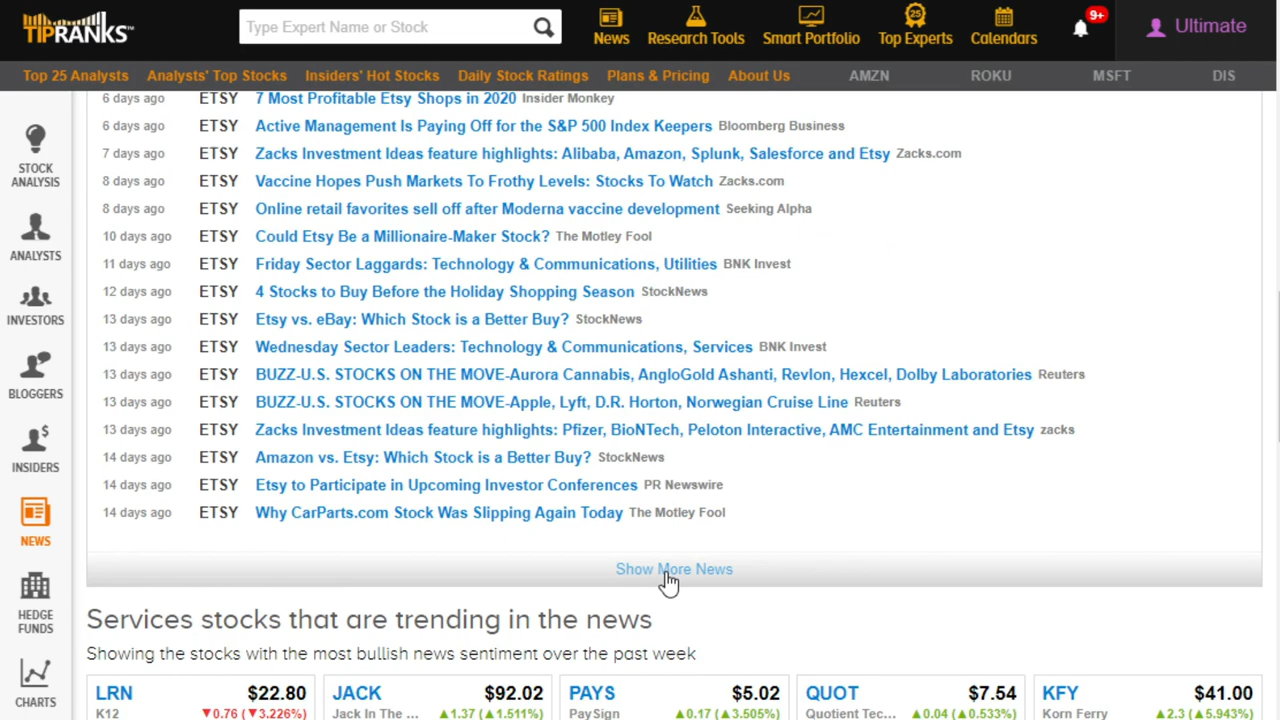 TIPRANKS
Type Expert Name or Stock
News
Research Tools
Smart Portfolio
25
Top Experts
Calendars
9+
Ultimate
Top 25 Analysts Analysts' Top Stocks Insiders' Hot Stocks Daily Stock Ratings Plans & Pricing About Us AMZN ROKU MSFT DIS
STOCK
ANALYSIS
ANALYSTS
INVESTORS
BLOGGERS
INSIDERS
NEWS
HEDGE
FUNDS
CHARTS
6 days ago ETSY 7 Most Profitable Etsy Shops in 2020 Insider Monkey
6 days ago ETSY Active Management Is Paying Off for the S&P 500 Index Keepers Bloomberg Business
7 days ago ETSY Zacks Investment Ideas feature highlights: Alibaba, Amazon, Splunk, Salesforce and Etsy Zacks.com
8 days ago ETSY Vaccine Hopes Push Markets To Frothy Levels: Stocks To Watch Zacks.com
8 days ago ETSY Online retail favorites sell off after Moderna vaccine development Seeking Alpha
10 days ago ETSY Could Etsy Be a Millionaire-Maker Stock? The Motley Fool
11 days ago ETSY Friday Sector Laggards: Technology & Communications, Utilities BNK Invest
12 days ago ETSY 4 Stocks to Buy Before the Holiday Shopping Season StockNews
13 days ago ETSY Etsy vs. eBay: Which Stock is a Better Buy? StockNews
13 days ago ETSY Wednesday Sector Leaders: Technology & Communications, Services BNK Invest
13 days ago ETSY BUZZ-U.S. STOCKS ON THE MOVE-Aurora Cannabis, AngloGold Ashanti, Revlon, Hexcel, Dolby Laboratories Reuters
13 days ago ETSY BUZZ-U.S. STOCKS ON THE MOVE-Apple, Lyft, D.R. Horton, Norwegian Cruise Line Reuters
13 days ago ETSY Zacks Investment Ideas feature highlights: Pfizer, BioNTech, Peloton Interactive, AMC Entertainment and Etsy zacks
14 days ago ETSY Amazon vs. Etsy: Which Stock is a Better Buy? StockNews
14 days ago ETSY Etsy to Participate in Upcoming Investor Conferences PR Newswire
14 days ago ETSY Why CarParts.com Stock Was Slipping Again Today The Motley Fool
Show More News
Services stocks that are trending in the news
Showing the stocks with the most bullish news sentiment over the past week
LRN $22.80
K12 ▼0.76 (▼3.226%)
JACK $92.02
Jack In The ... ▲1.37 (▲1.511%)
PAYS $5.02
PaySign ▲0.17 (▲3.505%)
QUOT $7.54
Quotient Tec... ▲0.04 (▲0.533%)
KFY $41.00
Korn Ferry ▲2.3 (▲5.943%)